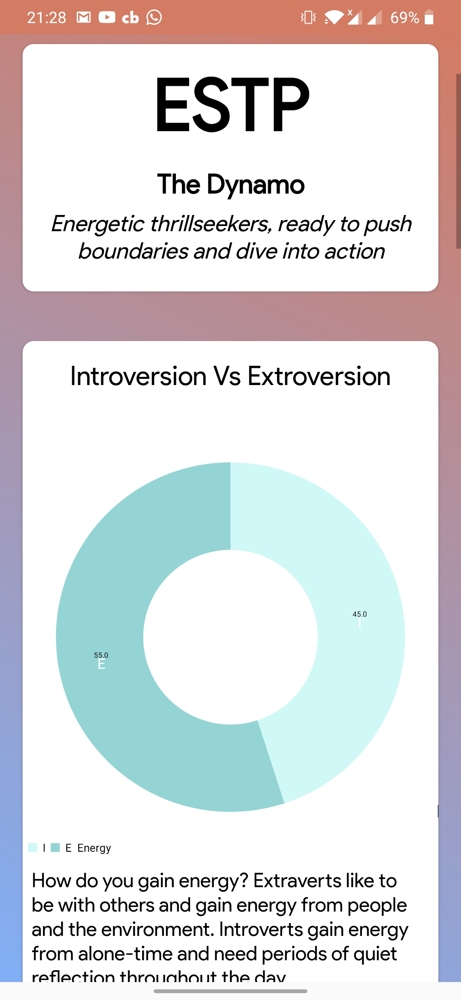 21:28 cb 69%
ESTP
The Dynamo
Energetic thrillseekers, ready to push
boundaries and dive into action
Introversion Vs Extroversion
45.0
I
55.0
E
I E Energy
How do you gain energy? Extraverts like to
be with others and gain energy from people
and the environment. Introverts gain energy
from alone-time and need periods of quiet
reflection throughout the day